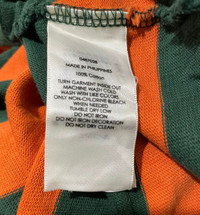 MADE IN PHILIPPINES
100% Cotton
TURN GARMENT INSIDE OUT
MACHINE WASH COLD
WASH WITH LIKE COLORS
ONLY NON-CHLORINE BLEACH
WHEN NEEDED
TUMBLE DRY LOW
DO NOT IRON
DO NOT IRON DECORATION
DO NOT DRY CLEAN